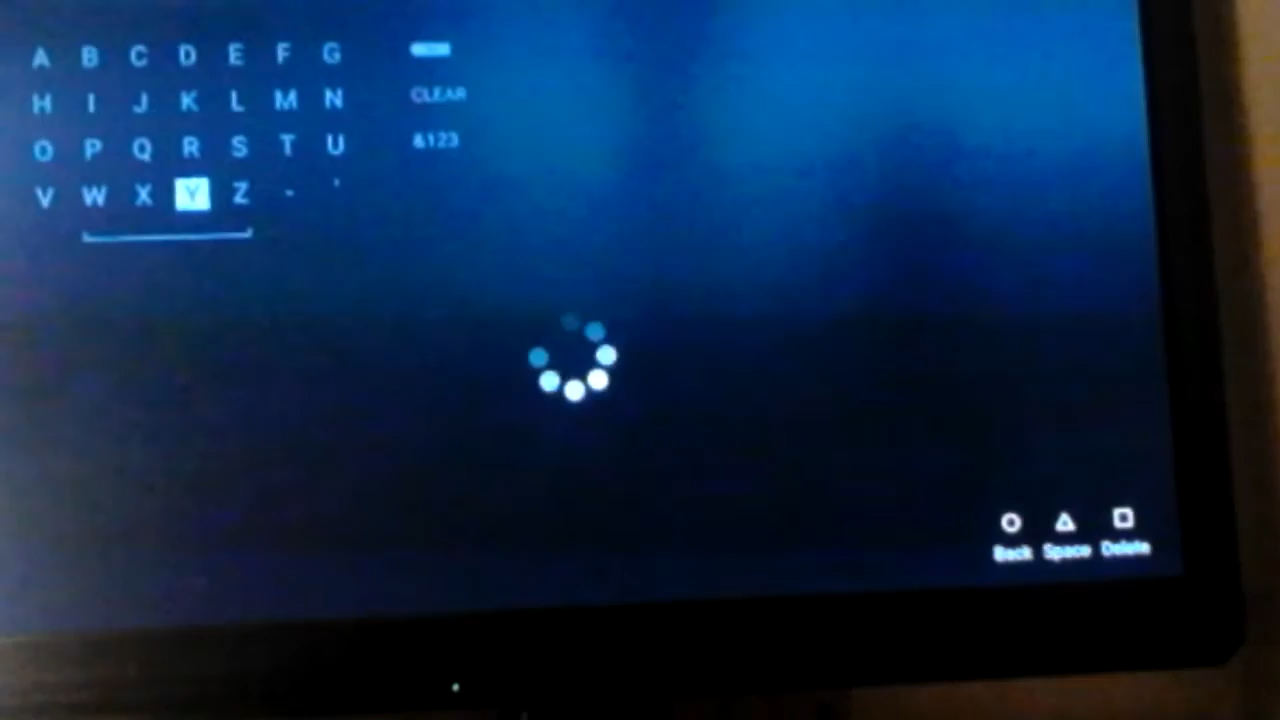 A B C D E F G
H I J K L M N CLEAR
O P Q R S T U &123
V W X Y Z - '
Back Space Delete